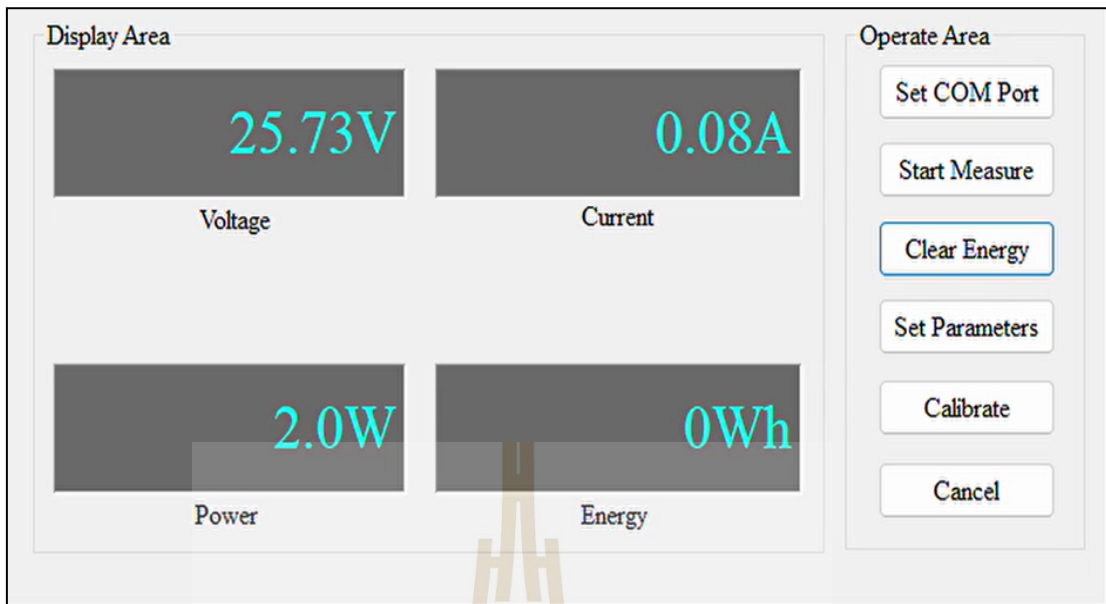 Display Area
25.73V
0.08A
Voltage
Current
2.0W
0Wh
Power
Energy
Operate Area
Set COM Port
Start Measure
Clear Energy
Set Parameters
Calibrate
Cancel